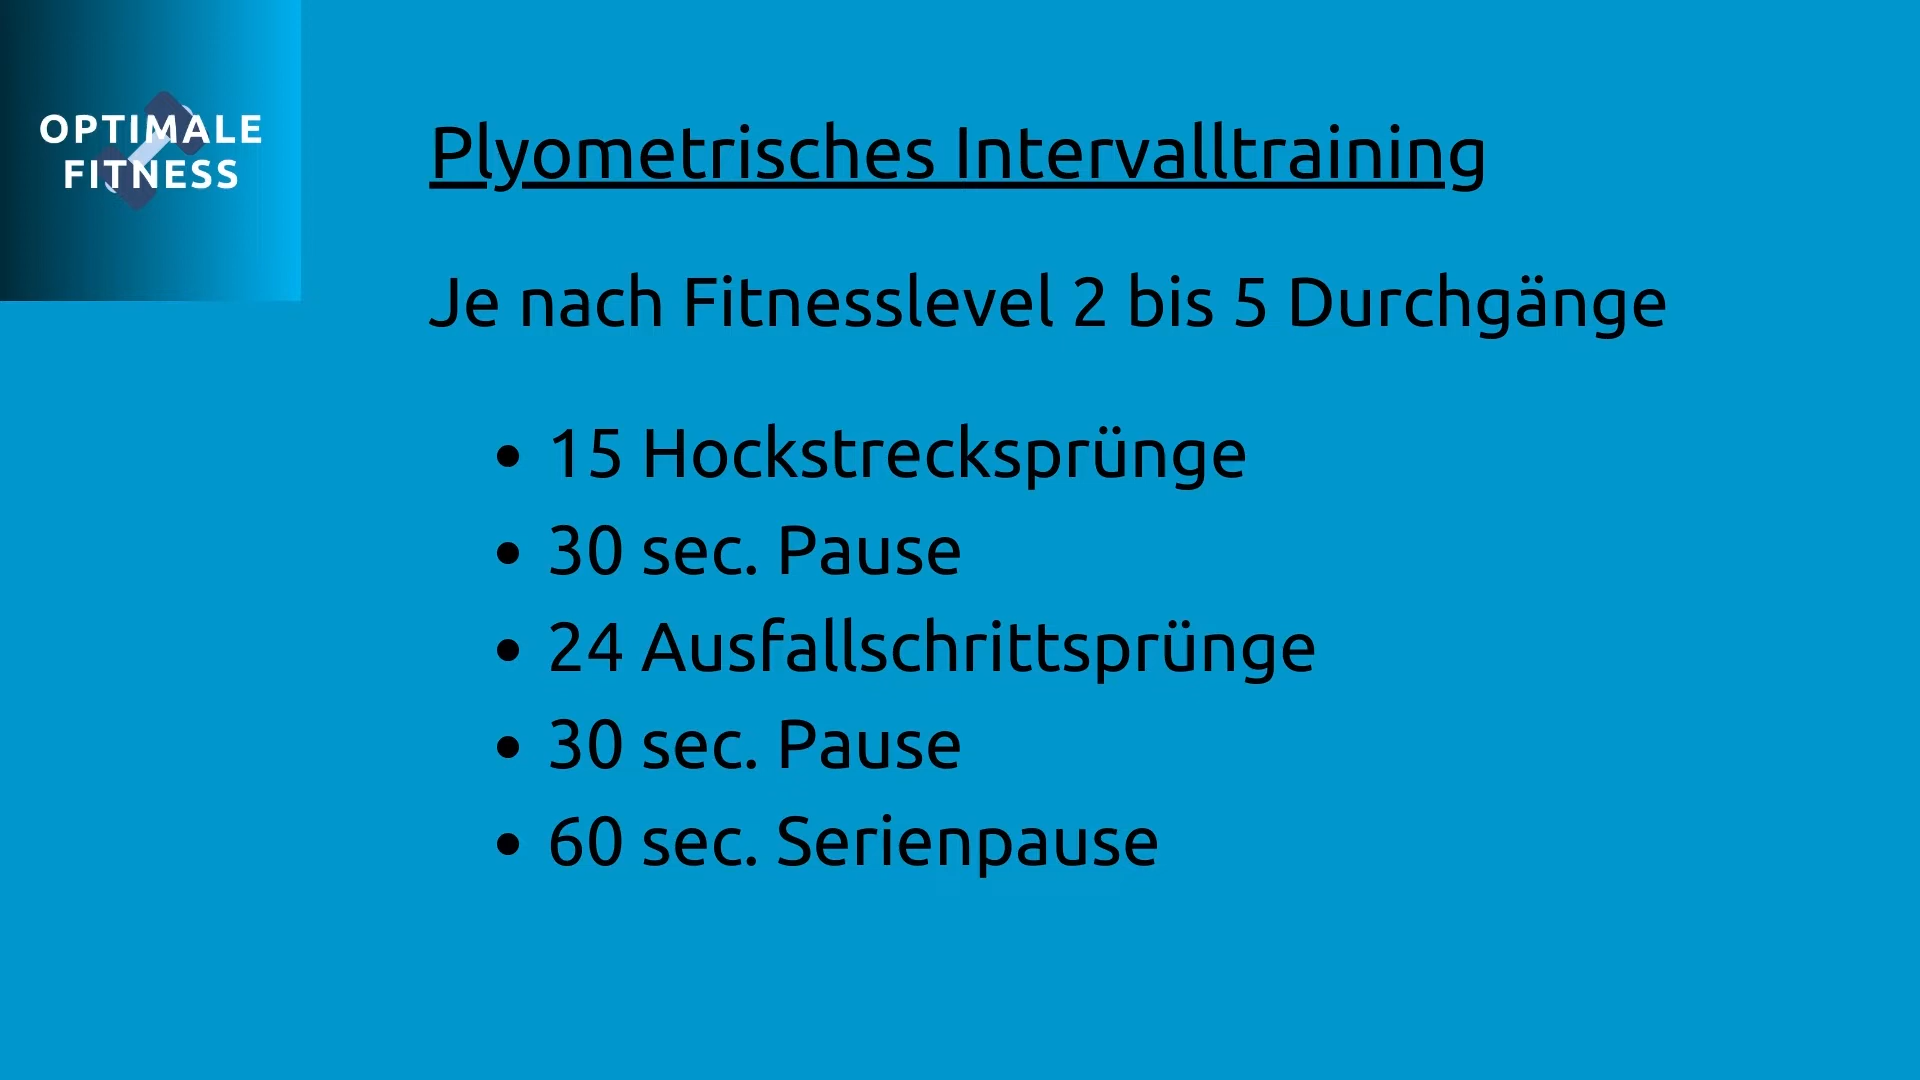 OPTIMALE
FITNESS
Plyometrisches Intervalltraining
Je nach Fitnesslevel 2 bis 5 Durchgänge
• 15 Hockstrecksprünge
• 30 sec. Pause
• 24 Ausfallschrittsprünge
• 30 sec. Pause
• 60 sec. Serienpause